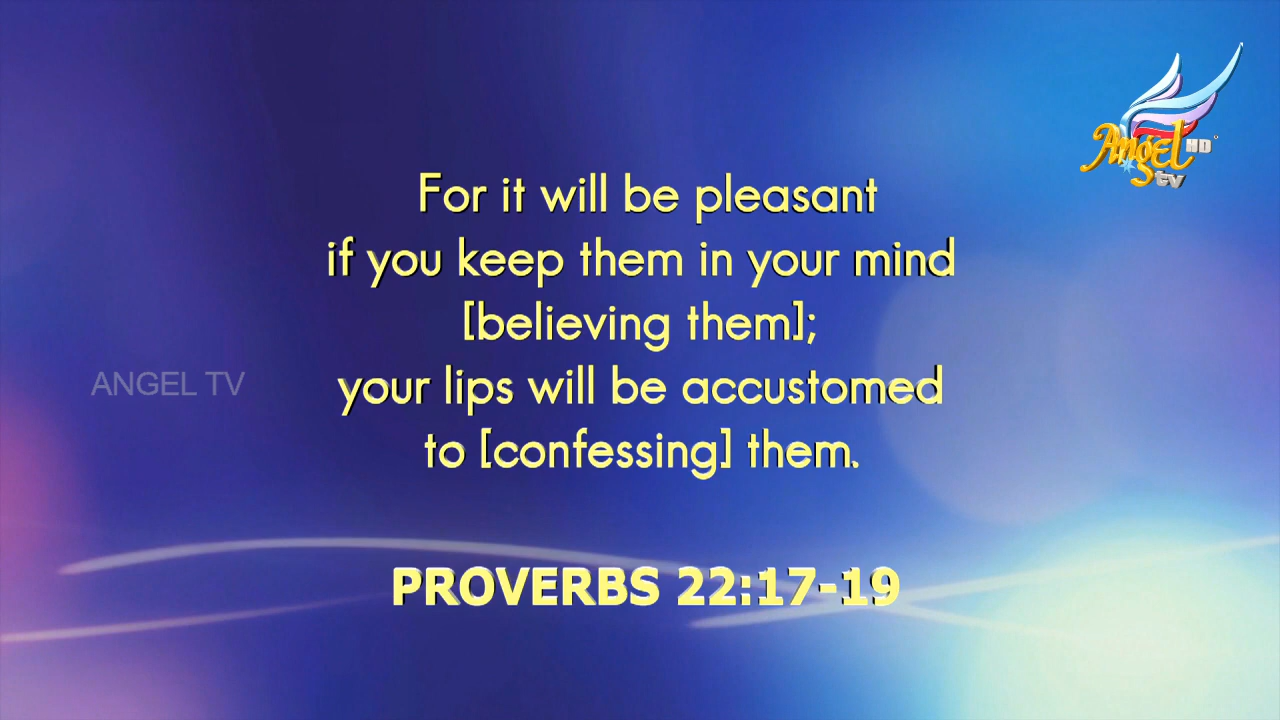 Angel HD
tv
For it will be pleasant
if you keep them in your mind
[believing them];
ANGEL TV
your lips will be accustomed
to [confessing] them.
PROVERBS 22:17-19